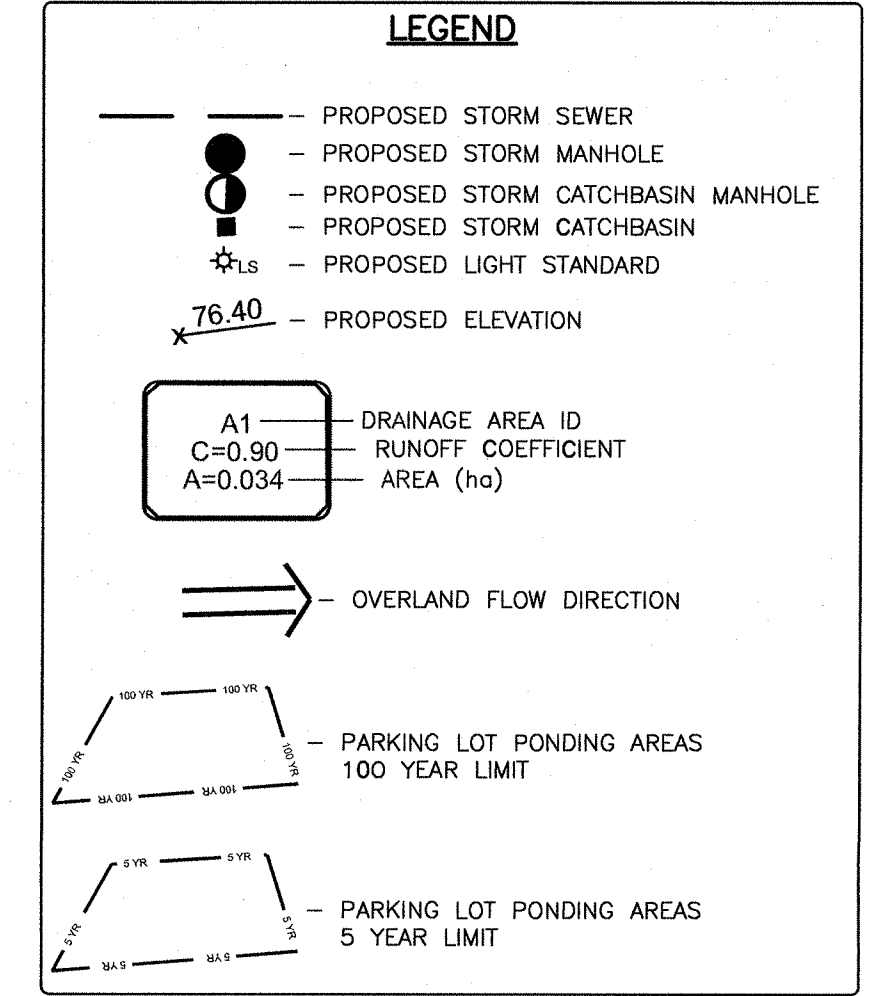 LEGEND
— PROPOSED STORM SEWER
— PROPOSED STORM MANHOLE
— PROPOSED STORM CATCHBASIN MANHOLE
— PROPOSED STORM CATCHBASIN
LS — PROPOSED LIGHT STANDARD
X 76.40 — PROPOSED ELEVATION
A1 — DRAINAGE AREA ID
C=0.90 — RUNOFF COEFFICIENT
A=0.034 — AREA (ha)
— OVERLAND FLOW DIRECTION
100 YR 100 YR
100 YR 100 YR
— PARKING LOT PONDING AREAS
100 YEAR LIMIT
100 YR 100 YR
5 YR 5 YR
5 YR 5 YR
— PARKING LOT PONDING AREAS
5 YEAR LIMIT
5 YR 5 YR